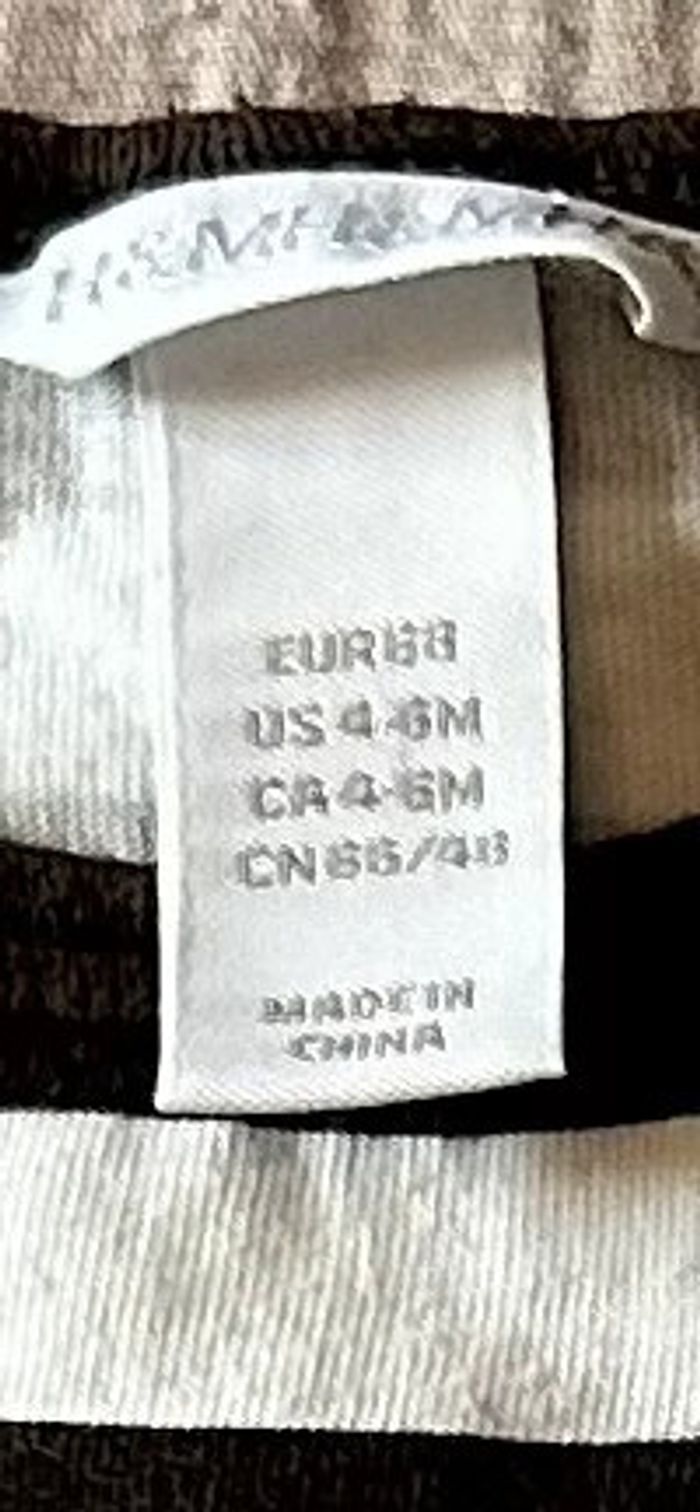 H&M H&M
EUR68
US 4-6M
CA 4-6M
CN 66/48
MADE IN
CHINA